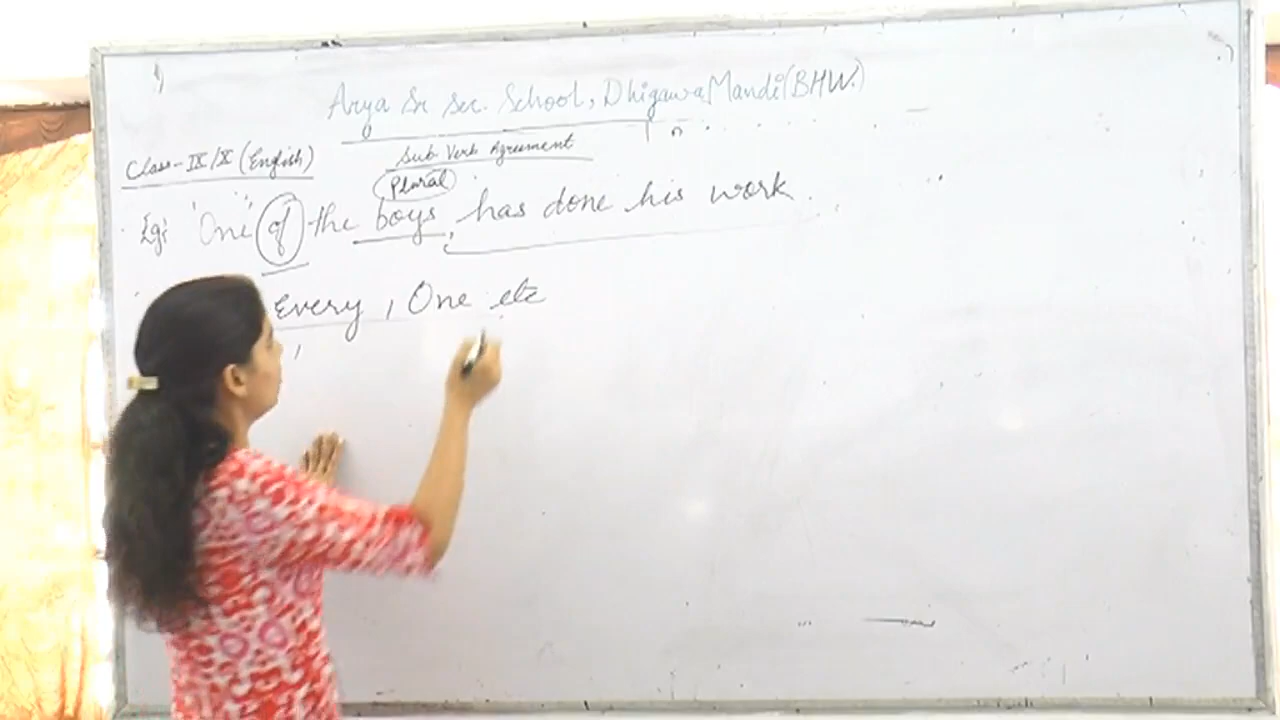 Arya Sr Sec. School, Dhigawa Mandi (BHW.)
Sub Verb Agreement
Class-IX/X (English)
Plural
Eg: 'One' of the boys, has done his work.
Every, One etc